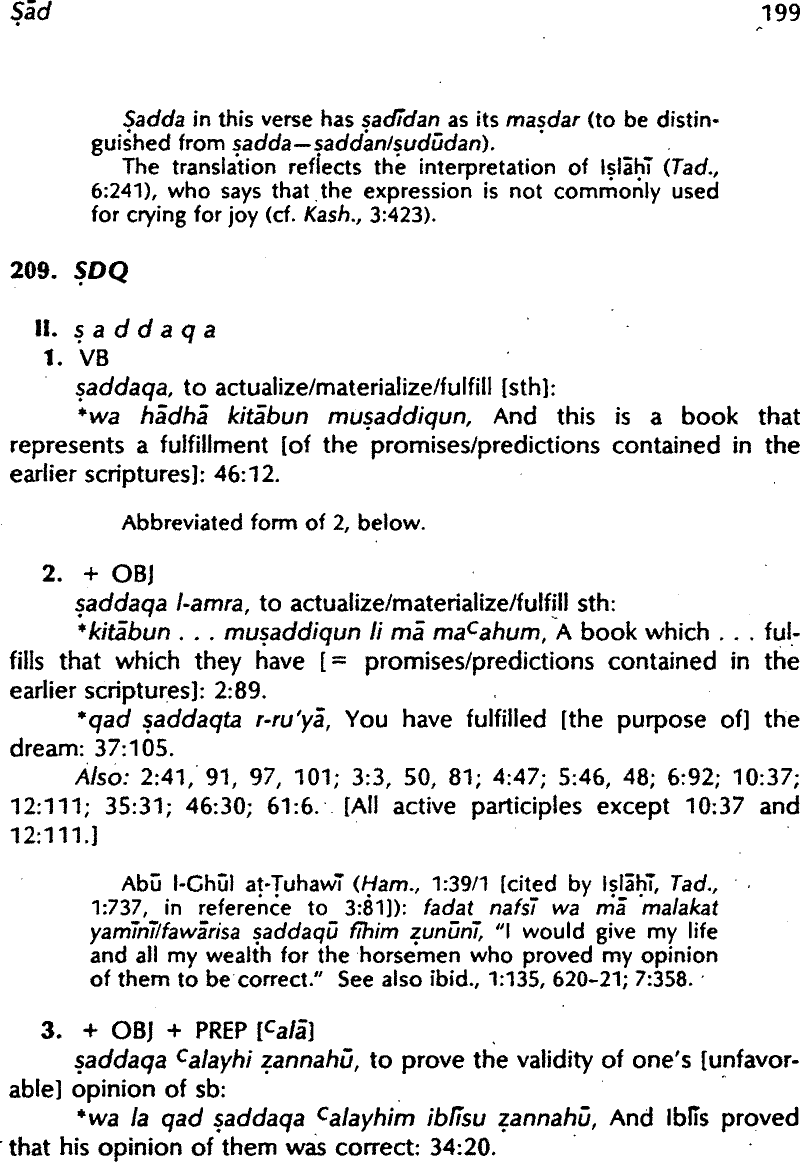 Ṣād 199
Ṣadda in this verse has ṣadīdan as its maṣdar (to be distin-
guished from ṣadda—ṣaddan/ṣudūdan).
The translation reflects the interpretation of Iṣlāḥī (Tad.,
6:241), who says that the expression is not commonly used
for crying for joy (cf. Kash., 3:423).
209. ṢDQ
II. ṣ a d d a q a
1. VB
ṣaddaqa, to actualize/materialize/fulfill [sth]:
*wa hādhā kitābun muṣaddiqun, And this is a book that
represents a fulfillment [of the promises/predictions contained in the
earlier scriptures]: 46:12.
Abbreviated form of 2, below.
2. + OBJ
ṣaddaqa l-amra, to actualize/materialize/fulfill sth:
*kitābun . . . muṣaddiqun li mā maᶜahum, A book which . . . ful-
fills that which they have [= promises/predictions contained in the
earlier scriptures]: 2:89.
*qad ṣaddaqta r-ru'yā, You have fulfilled [the purpose of] the
dream: 37:105.
Also: 2:41, 91, 97, 101; 3:3, 50, 81; 4:47; 5:46, 48; 6:92; 10:37;
12:111; 35:31; 46:30; 61:6. [All active participles except 10:37 and
12:111.]
Abū l-Ghūl aṭ-Ṭuhawī (Ḥam., 1:39/1 [cited by Iṣlāḥī, Tad.,
1:737, in reference to 3:81]): fadat nafsī wa mā malakat
yamīnī/fawārisa ṣaddaqū fīhim ẓunūnī, "I would give my life
and all my wealth for the horsemen who proved my opinion
of them to be correct." See also ibid., 1:135, 620–21; 7:358.
3. + OBJ + PREP [ᶜalā]
ṣaddaqa ᶜalayhi ẓannahū, to prove the validity of one's [unfavor-
able] opinion of sb:
*wa la qad ṣaddaqa ᶜalayhim iblīsu ẓannahū, And Iblīs proved
that his opinion of them was correct: 34:20.